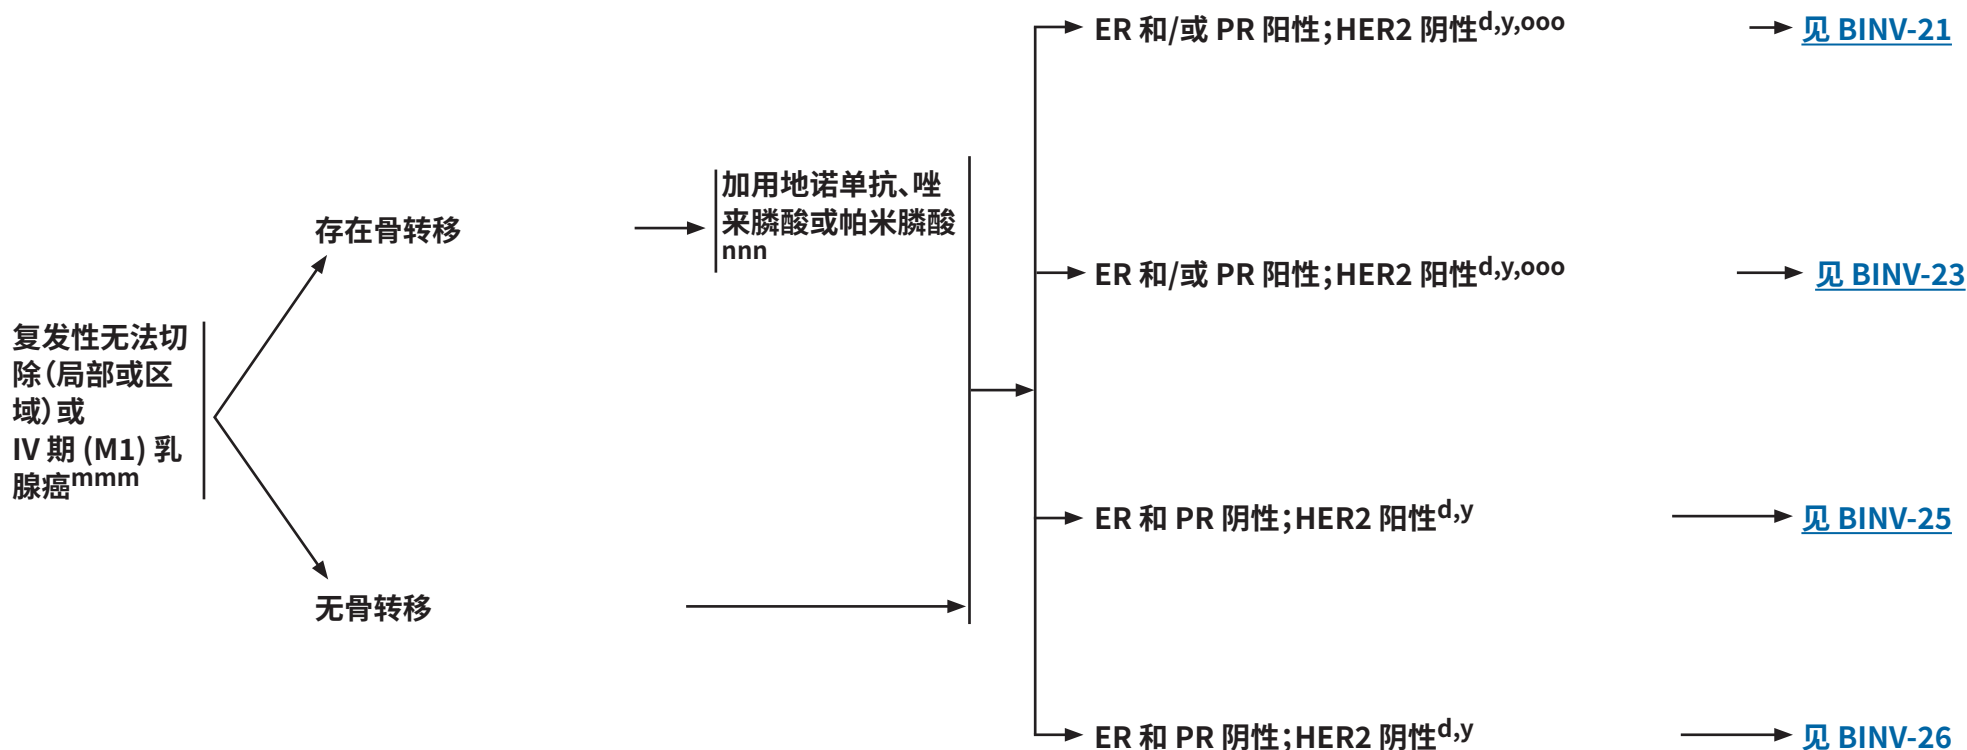 ER 和/或 PR 阳性；HER2 阴性d,y,ooo
见 BINV-21
加用地诺单抗、唑
来膦酸或帕米膦酸
nnn
存在骨转移
ER 和/或 PR 阳性；HER2 阳性d,y,ooo
见 BINV-23
复发性无法切
除（局部或区
域）或
IV 期 (M1) 乳
腺癌mmm
ER 和 PR 阴性；HER2 阳性d,y
见 BINV-25
无骨转移
ER 和 PR 阴性；HER2 阴性d,y
见 BINV-26